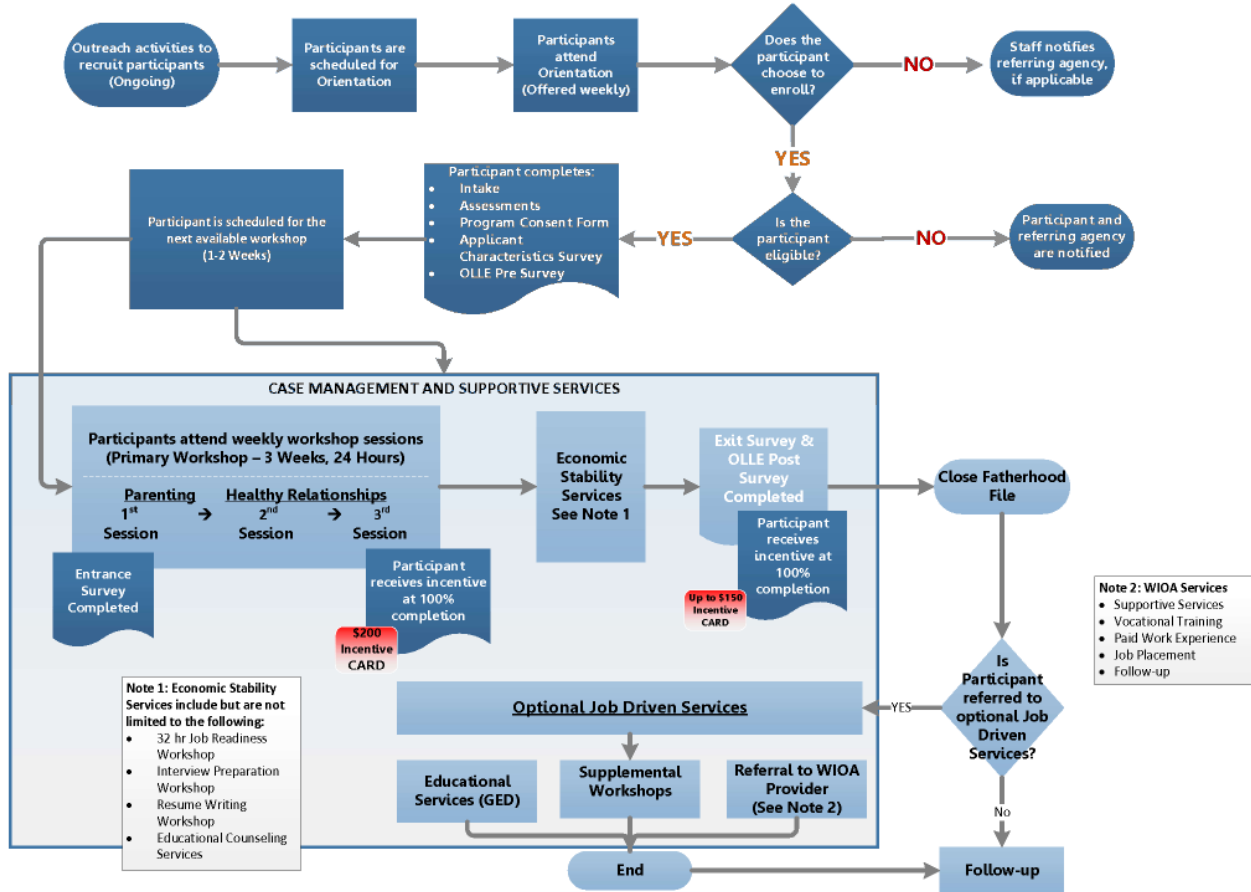 Outreach activities to
recruit participants
(Ongoing)
Participants are
scheduled for
Orientation
Participants
attend
Orientation
(Offered weekly)
Does the
participant
choose to
enroll?
NO
Staff notifies
referring agency,
if applicable
YES
Participant is scheduled for the
next available workshop
(1-2 Weeks)
Participant completes:
• Intake
• Assessments
• Program Consent Form
• Applicant
Characteristics Survey
• OLLE Pre Survey
YES
Is the
participant
eligible?
NO
Participant and
referring agency
are notified
CASE MANAGEMENT AND SUPPORTIVE SERVICES
Participants attend weekly workshop sessions
(Primary Workshop – 3 Weeks, 24 Hours)
Parenting Healthy Relationships
1st → 2nd → 3rd
Session Session Session
Entrance
Survey
Completed
Participant
receives incentive
at 100%
completion
$200
Incentive
CARD
Economic
Stability
Services
See Note 1
Exit Survey &
OLLE Post
Survey
Completed
Participant
receives
incentive at
100%
completion
Up to $150
Incentive
CARD
Close Fatherhood
File
Note 2: WIOA Services
• Supportive Services
• Vocational Training
• Paid Work Experience
• Job Placement
• Follow-up
Is
Participant
referred to
optional Job
Driven
Services?
YES
No
Note 1: Economic Stability
Services include but are not
limited to the following:
• 32 hr Job Readiness
Workshop
• Interview Preparation
Workshop
• Resume Writing
Workshop
• Educational Counseling
Services
Optional Job Driven Services
Educational
Services (GED)
Supplemental
Workshops
Referral to WIOA
Provider
(See Note 2)
End
Follow-up